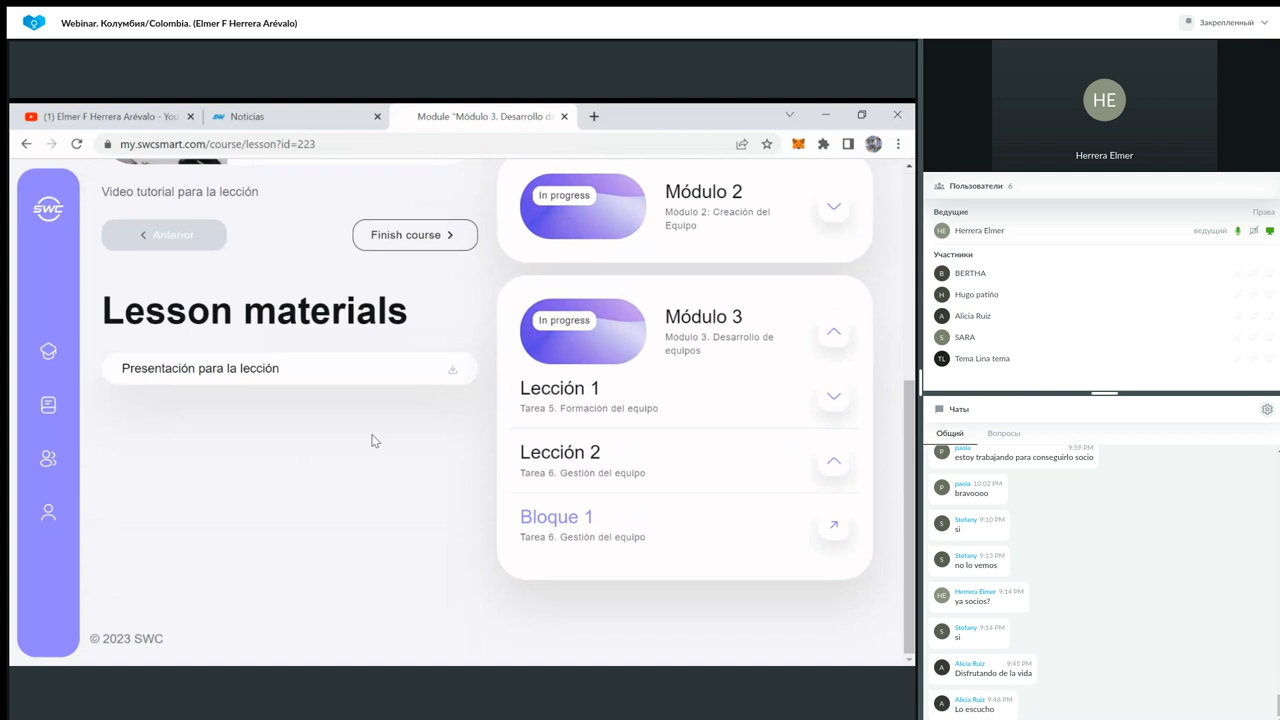 Webinar. Колумбия/Colombia. (Elmer F Herrera Arévalo)
Закрепленный
(1) Elmer F Herrera Arévalo - You
Noticias
Module "Módulo 3. Desarrollo de
my.swcsmart.com/course/lesson?id=223
SWC
Video tutorial para la lección
Anterior
Finish course
Lesson materials
Presentación para la lección
© 2023 SWC
In progress
Módulo 2
Módulo 2: Creación del
Equipo
In progress
Módulo 3
Módulo 3. Desarrollo de
equipos
Lección 1
Tarea 5. Formación del equipo
Lección 2
Tarea 6. Gestión del equipo
Bloque 1
Tarea 6. Gestión del equipo
HE
Herrera Elmer
Пользователи 6
Ведущие Права
HE Herrera Elmer ведущий
Участники
B BERTHA
H Hugo patiño
A Alicia Ruiz
S SARA
TL Tema Lina tema
Чаты
Общий Вопросы
P paola 9:59 PM
estoy trabajando para conseguirlo socio
P paola 10:02 PM
bravoooo
S Stefany 9:10 PM
si
S Stefany 9:13 PM
no lo vemos
HE Herrera Elmer 9:14 PM
ya socios?
S Stefany 9:14 PM
si
A Alicia Ruiz 9:45 PM
Disfrutando de la vida
A Alicia Ruiz 9:48 PM
Lo escucho